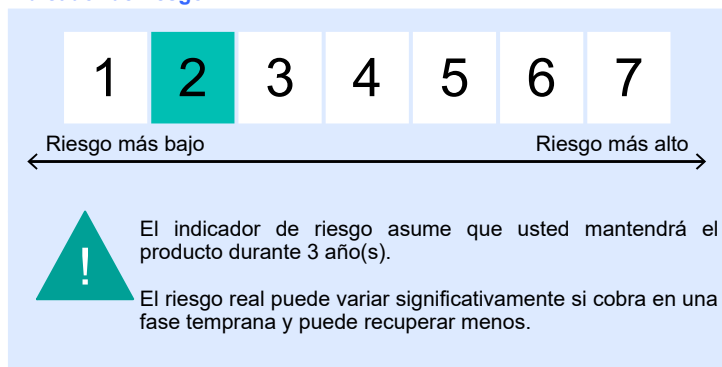 1 2 3 4 5 6 7
Riesgo más bajo Riesgo más alto
! El indicador de riesgo asume que usted mantendrá el
producto durante 3 año(s).
El riesgo real puede variar significativamente si cobra en una
fase temprana y puede recuperar menos.